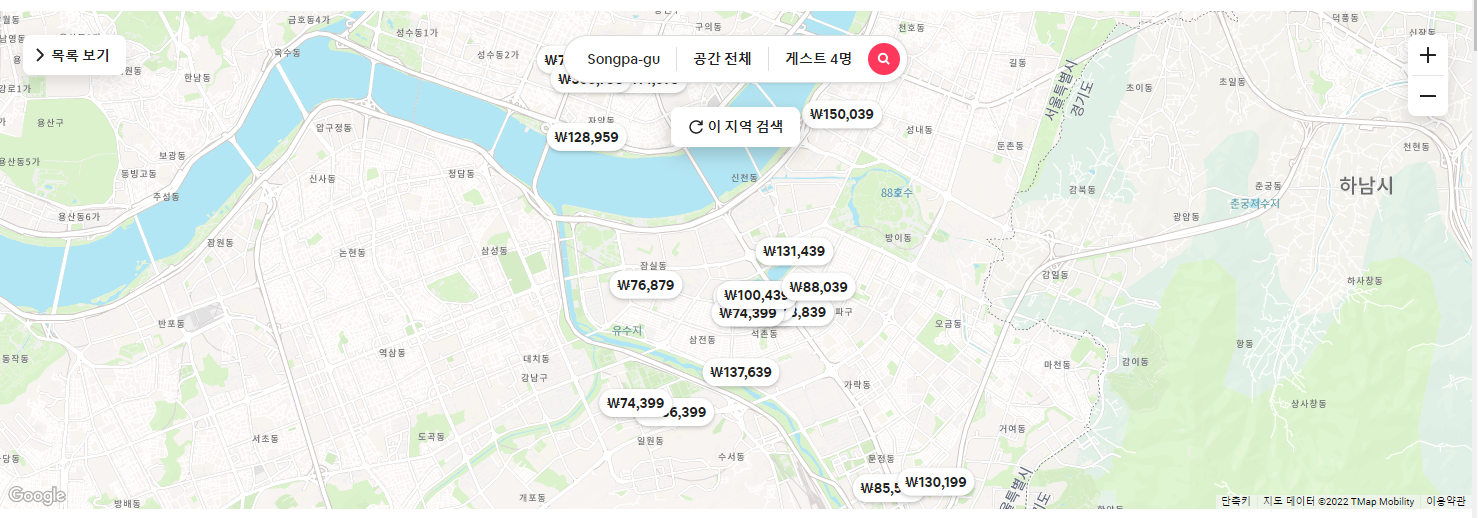 금호동4가
성수동1가
구의동
천호동
덕풍동
신장동
옥수동
성수동2가
목록 보기
Songpa-gu
공간 전체
게스트 4명
길동
서울특별시
경기도
초이동
초일동
한남동
용산구
압구정동
자양동
₩128,959
이 지역 검색
₩150,039
성내동
둔촌동
천현동
보광동
동빙고동
주성동
신사동
청담동
신천동
88호수
감북동
춘궁동
춘궁저수지
하남시
용산동5가
용산동6가
잠원동
논현동
삼성동
방이동
광암동
₩131,439
잠실동
₩76,879
₩100,439
₩88,039
₩74,399
3,839
파구
감일동
하사창동
반포동
유수지
삼전동
석촌동
오금동
항동
동작동
역삼동
대치동
강남구
₩137,639
가락동
마천동
감이동
₩74,399
6,399
상사창동
서초동
도곡동
일원동
수서동
거여동
문정동
₩85,5
₩130,199
개포동
방배동
Google
단축키
지도 데이터 ©2022 TMap Mobility
이용약관